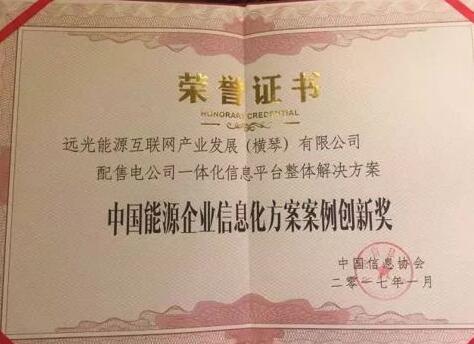 荣誉证书
HONORARY CREDENTIAL
远光能源互联网产业发展（横琴）有限公司
配售电公司一体化信息平台整体解决方案
中国能源企业信息化方案案例创新奖
中国信息协会
二零一七年一月